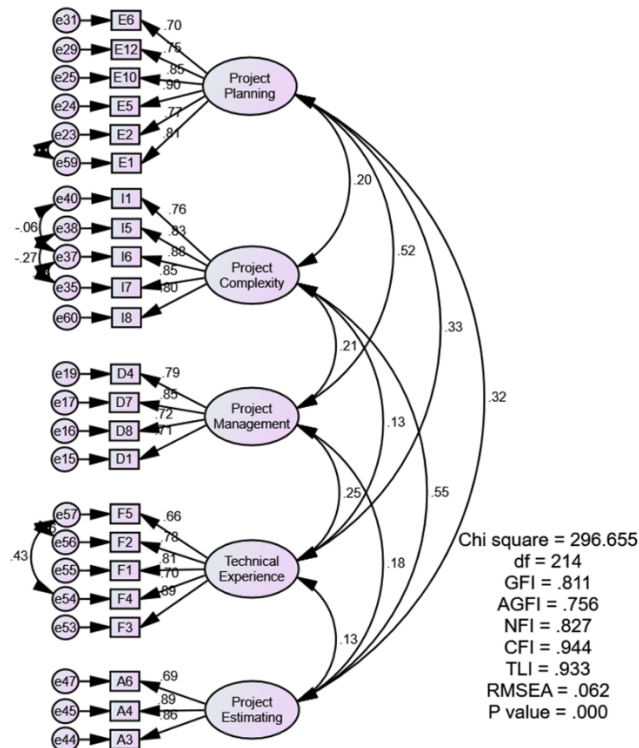 e31 E6 .70
e29 E12 .75
e25 E10 .85
e24 E5 .90
e23 E2 .77
e59 E1 .81
Project
Planning
.20
.52
.33
.32
e40 I1 .76
-.06
e38 I5 .83
e37 I6 .88
-.27
e35 I7 .85
e60 I8 .80
Project
Complexity
.21
.13
.55
e19 D4 .79
e17 D7 .85
e16 D8 .72
e15 D1 .71
Project
Management
.25
.18
e57 F5 .66
e56 F2 .78
.43
e55 F1 .81
e54 F4 .70
e53 F3 .89
Technical
Experience
.13
e47 A6 .69
e45 A4 .89
e44 A3 .86
Project
Estimating
Chi square = 296.655
df = 214
GFI = .811
AGFI = .756
NFI = .827
CFI = .944
TLI = .933
RMSEA = .062
P value = .000